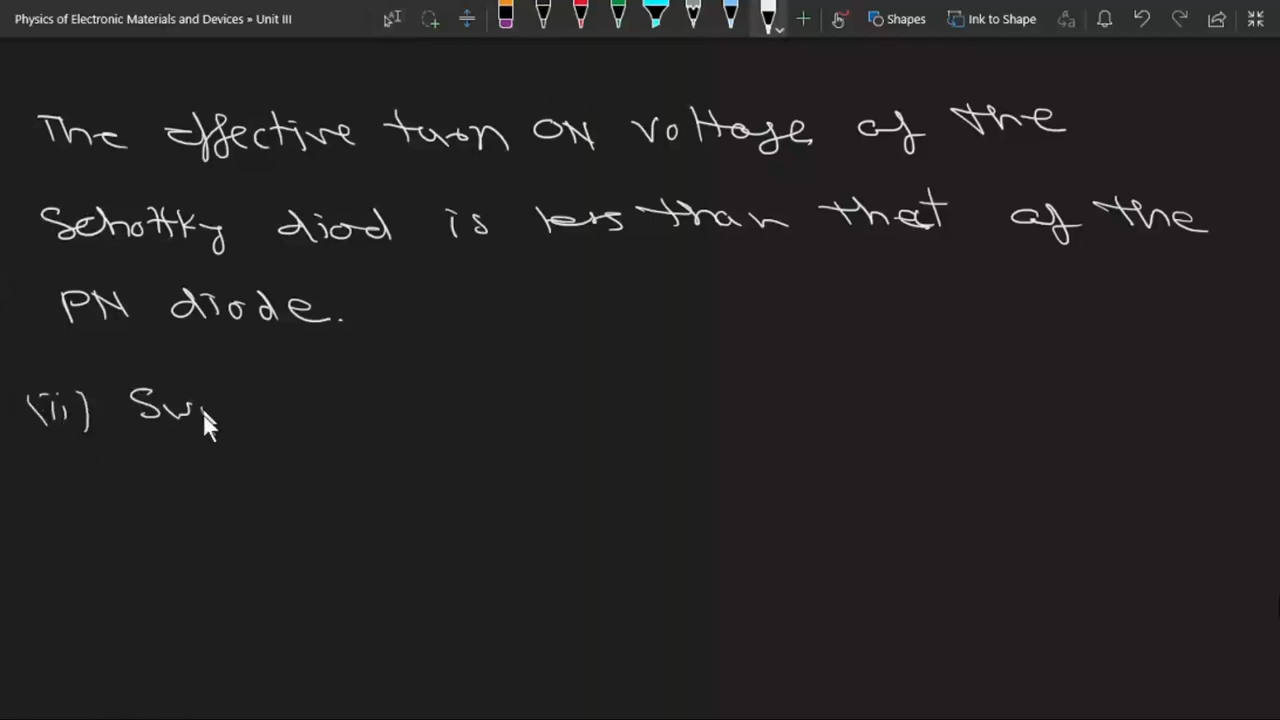 Physics of Electronic Materials and Devices » Unit III
Shapes
Ink to Shape
The effective turn ON voltage of the
Schottky diod is less than that of the
PN diode.
(ii) Sw